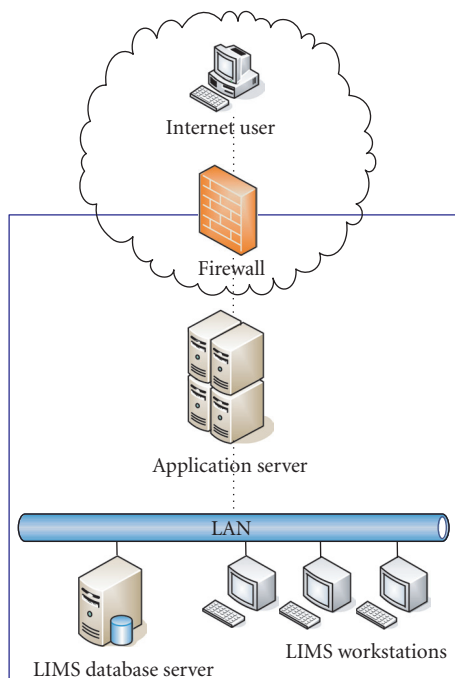 Internet user
Firewall
Application server
LAN
LIMS workstations
LIMS database server